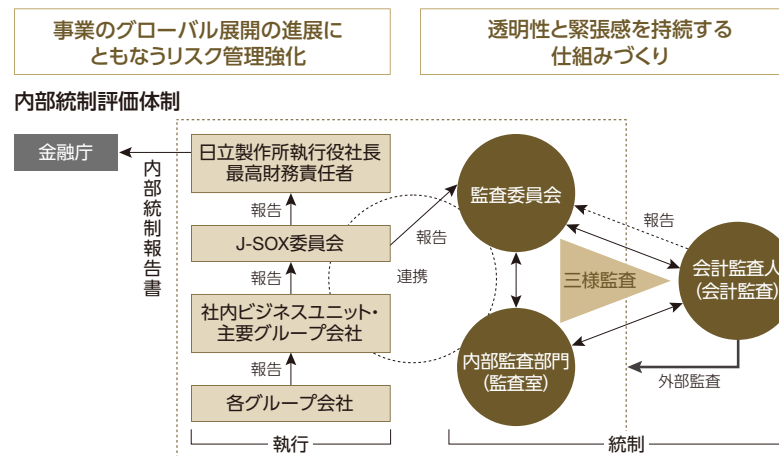 事業のグローバル展開の進展に
ともなうリスク管理強化
透明性と緊張感を持続する
仕組みづくり
内部統制評価体制
金融庁
内部統制報告書
日立製作所執行役社長
最高財務責任者
報告
J-SOX委員会
報告
社内ビジネスユニット・
主要グループ会社
報告
各グループ会社
執行
報告
連携
監査委員会
三様監査
内部監査部門
(監査室)
報告
会計監査人
(会計監査)
外部監査
統制